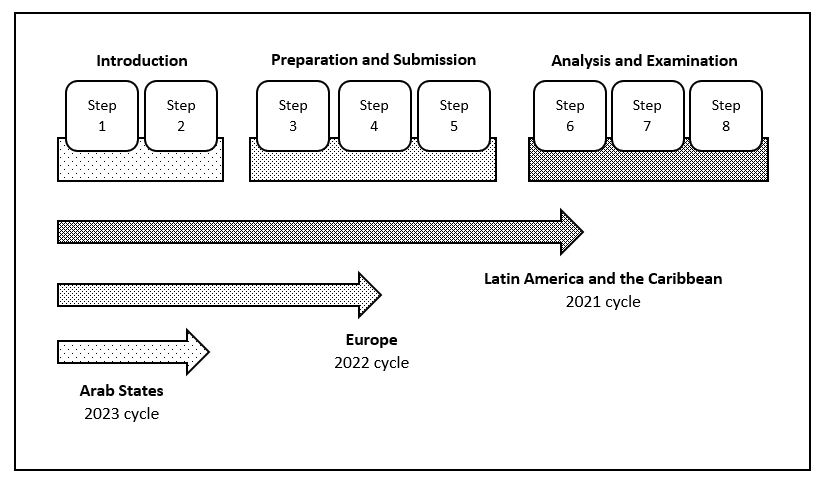 Introduction
Preparation and Submission
Analysis and Examination
Step
1
Step
2
Step
3
Step
4
Step
5
Step
6
Step
7
Step
8
Latin America and the Caribbean
2021 cycle
Europe
2022 cycle
Arab States
2023 cycle